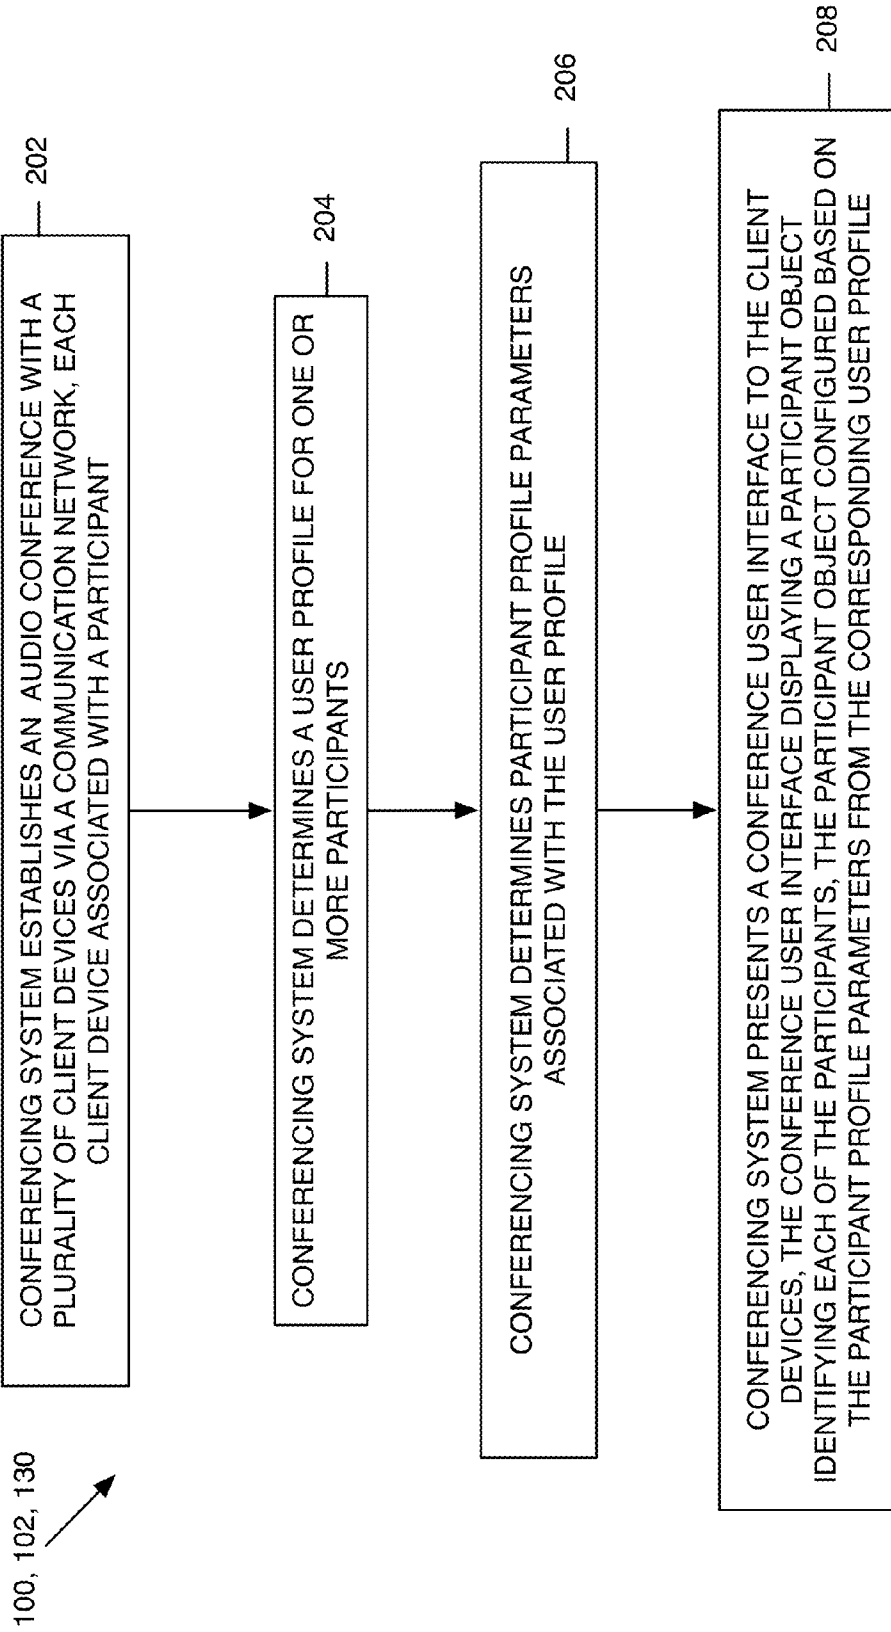 100, 102, 130
CONFERENCING SYSTEM ESTABLISHES AN AUDIO CONFERENCE WITH A
PLURALITY OF CLIENT DEVICES VIA A COMMUNICATION NETWORK, EACH
CLIENT DEVICE ASSOCIATED WITH A PARTICIPANT
202
CONFERENCING SYSTEM DETERMINES A USER PROFILE FOR ONE OR
MORE PARTICIPANTS
204
CONFERENCING SYSTEM DETERMINES PARTICIPANT PROFILE PARAMETERS
ASSOCIATED WITH THE USER PROFILE
206
CONFERENCING SYSTEM PRESENTS A CONFERENCE USER INTERFACE TO THE CLIENT
DEVICES, THE CONFERENCE USER INTERFACE DISPLAYING A PARTICIPANT OBJECT
IDENTIFYING EACH OF THE PARTICIPANTS, THE PARTICIPANT OBJECT CONFIGURED BASED ON
THE PARTICIPANT PROFILE PARAMETERS FROM THE CORRESPONDING USER PROFILE
208